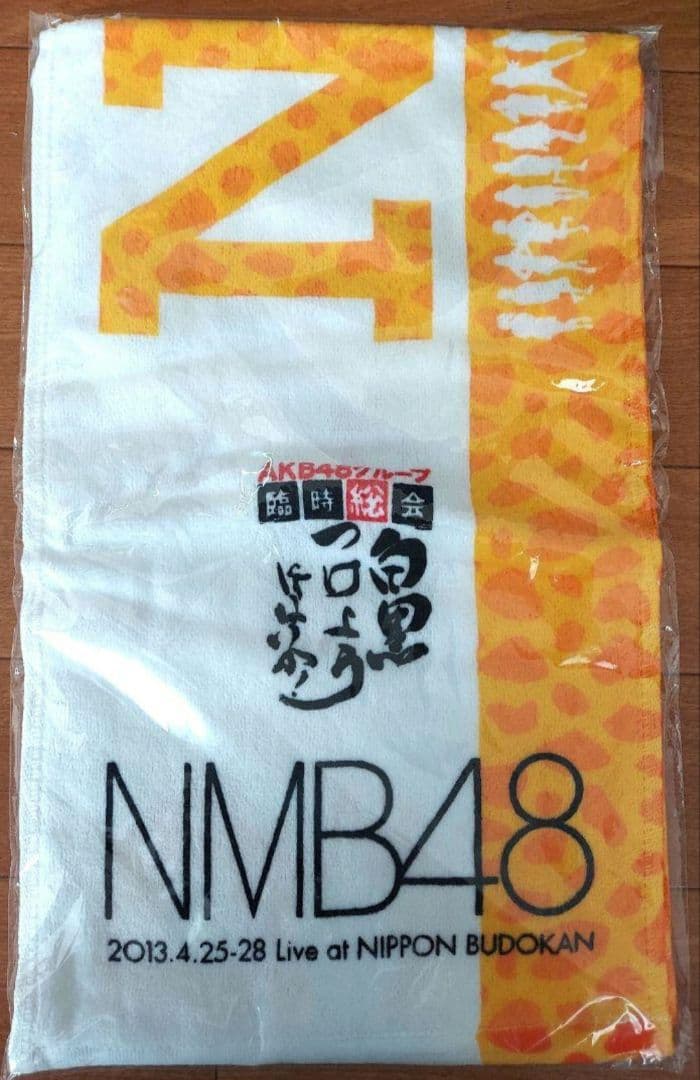 N
AKB48グループ
臨時総会
白黒
つけよう
じゃないか！
NMB48
2013.4.25-28 Live at NIPPON BUDOKAN